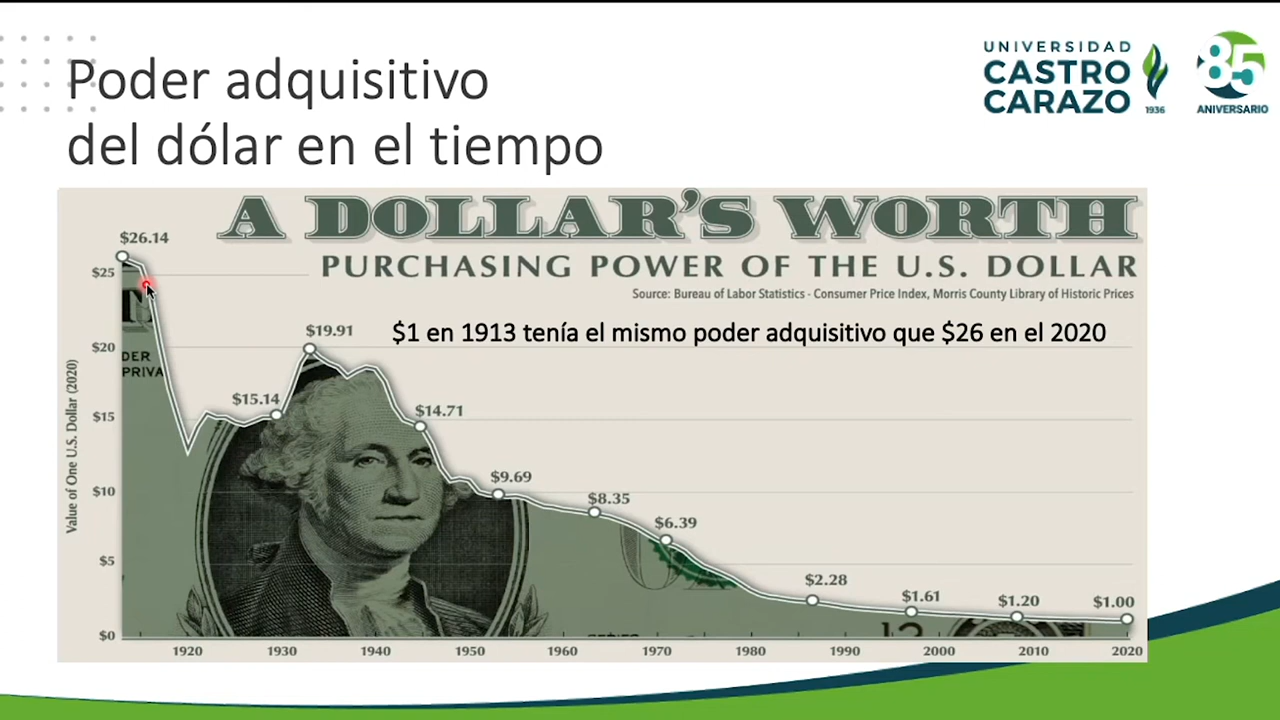 Poder adquisitivo
del dólar en el tiempo
UNIVERSIDAD
CASTRO
CARAZO
1936
85
ANIVERSARIO
A DOLLAR'S WORTH
PURCHASING POWER OF THE U.S. DOLLAR
Source: Bureau of Labor Statistics - Consumer Price Index, Morris County Library of Historic Prices
$1 en 1913 tenía el mismo poder adquisitivo que $26 en el 2020
Value of One U.S. Dollar (2020)
$25
$20
$15
$10
$5
$0
$26.14
$15.14
$19.91
$14.71
$9.69
$8.35
$6.39
$2.28
$1.61
$1.20
$1.00
DER
PRIVA
12
1920 1930 1940 1950 1960 1970 1980 1990 2000 2010 2020